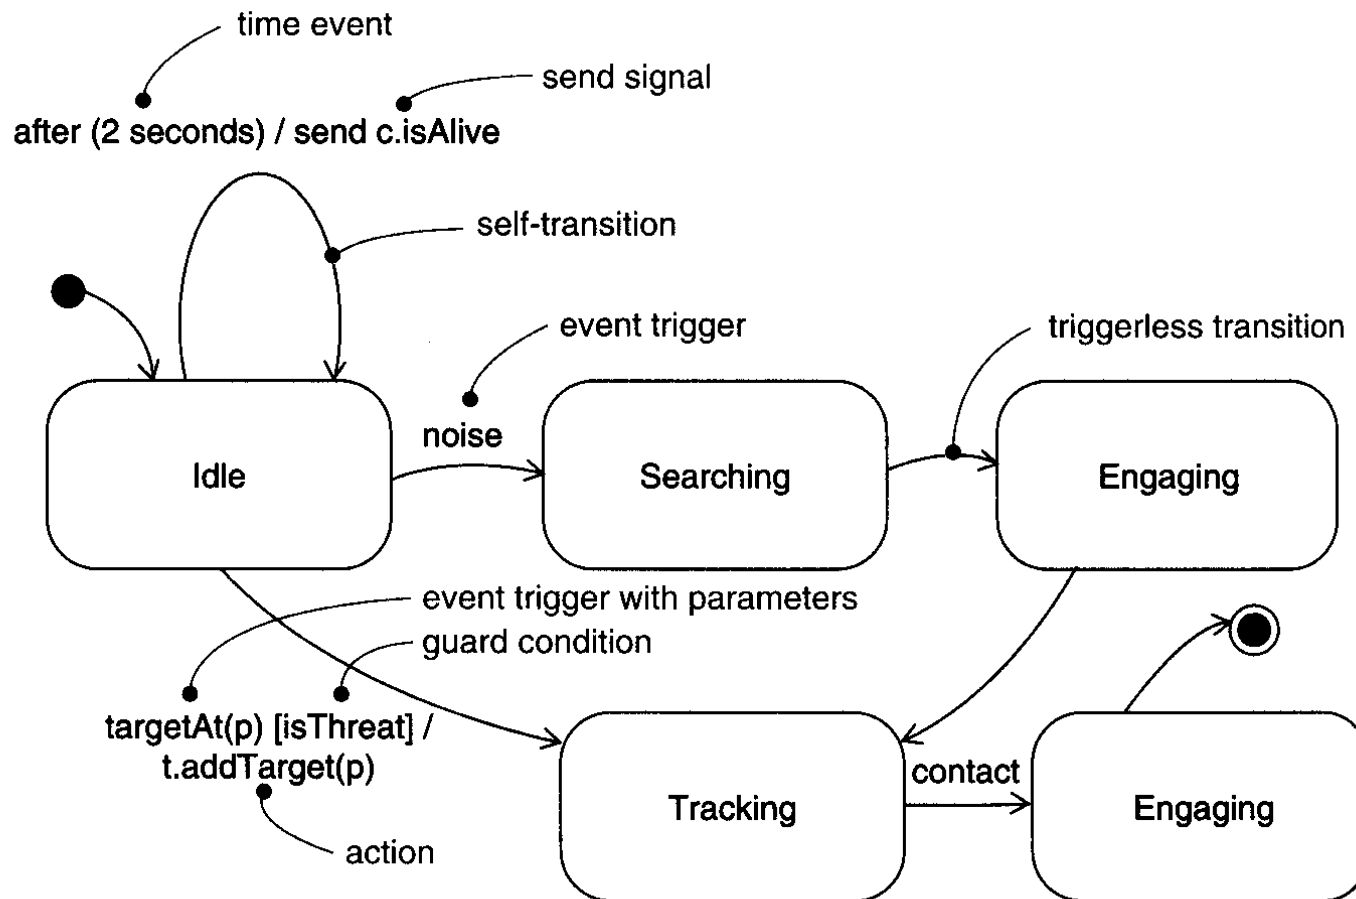 time event
send signal
after (2 seconds) / send c.isAlive
self-transition
event trigger
triggerless transition
noise
Idle
Searching
Engaging
event trigger with parameters
guard condition
targetAt(p) [isThreat] /
t.addTarget(p)
contact
Tracking
Engaging
action